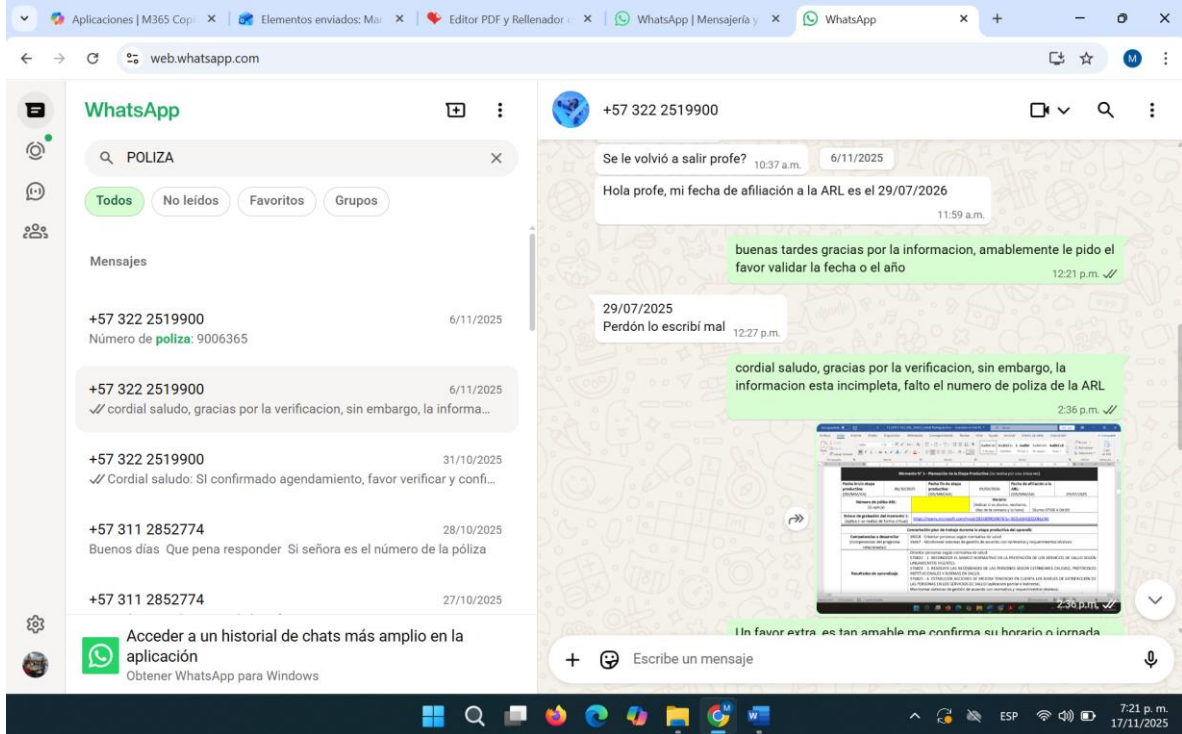 Aplicaciones | M365 Cop
Elementos enviados: Mar
Editor PDF y Rellenador d
WhatsApp | Mensajería y
WhatsApp
web.whatsapp.com
M
WhatsApp
POLIZA
Todos
No leídos
Favoritos
Grupos
Mensajes
+57 322 2519900
6/11/2025
Número de poliza: 9006365
+57 322 2519900
6/11/2025
cordial saludo, gracias por la verificacion, sin embargo, la informa...
+57 322 2519900
31/10/2025
Cordial saludo: SI confirmado agendamiento, favor verificar y confi...
+57 311 2852774
28/10/2025
Buenos días Que pena responder Si señora es el número de la póliza
+57 311 2852774
27/10/2025
Acceder a un historial de chats más amplio en la
aplicación
Obtener WhatsApp para Windows
+57 322 2519900
Se le volvió a salir profe?
10:37 a.m.
6/11/2025
Hola profe, mi fecha de afiliación a la ARL es el 29/07/2026
11:59 a.m.
buenas tardes gracias por la informacion, amablemente le pido el
favor validar la fecha o el año
12:21 p.m.
29/07/2025
Perdón lo escribí mal
12:27 p.m.
cordial saludo, gracias por la verificacion, sin embargo, la
informacion esta incimpleta, falto el numero de poliza de la ARL
2:36 p.m.
2:36 p.m.
Un favor extra, es tan amable me confirma su horario o jornada
Escribe un mensaje
ESP
7:21 p. m.
17/11/2025